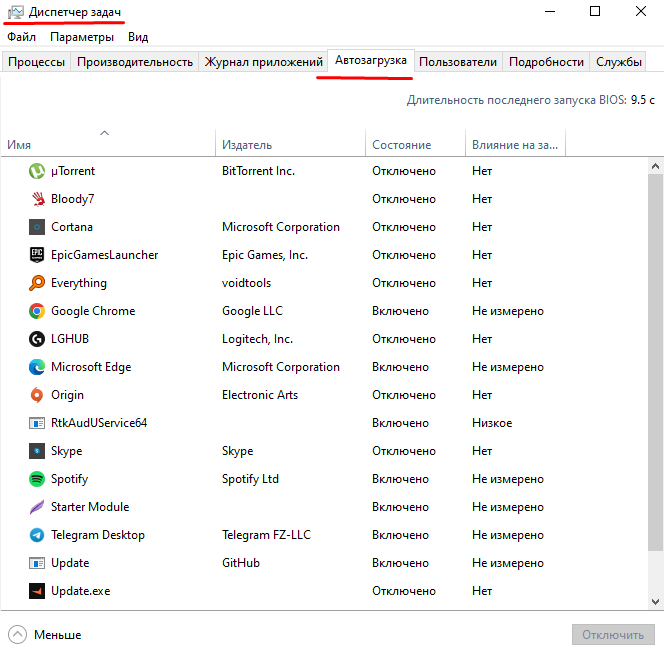 Диспетчер задач
Файл Параметры Вид
Процессы Производительность Журнал приложений Автозагрузка Пользователи Подробности Службы
Длительность последнего запуска BIOS: 9.5 с
Имя Издатель Состояние Влияние на за...
µTorrent BitTorrent Inc. Отключено Нет
Bloody7 Отключено Нет
Cortana Microsoft Corporation Отключено Нет
EpicGamesLauncher Epic Games, Inc. Отключено Нет
Everything voidtools Отключено Нет
Google Chrome Google LLC Включено Не измерено
LGHUB Logitech, Inc. Отключено Нет
Microsoft Edge Microsoft Corporation Включено Не измерено
Origin Electronic Arts Отключено Нет
RtkAudUService64 Включено Низкое
Skype Skype Отключено Нет
Spotify Spotify Ltd Включено Не измерено
Starter Module Включено Не измерено
Telegram Desktop Telegram FZ-LLC Включено Не измерено
Update GitHub Включено Не измерено
Update.exe Отключено Нет
Меньше Отключить